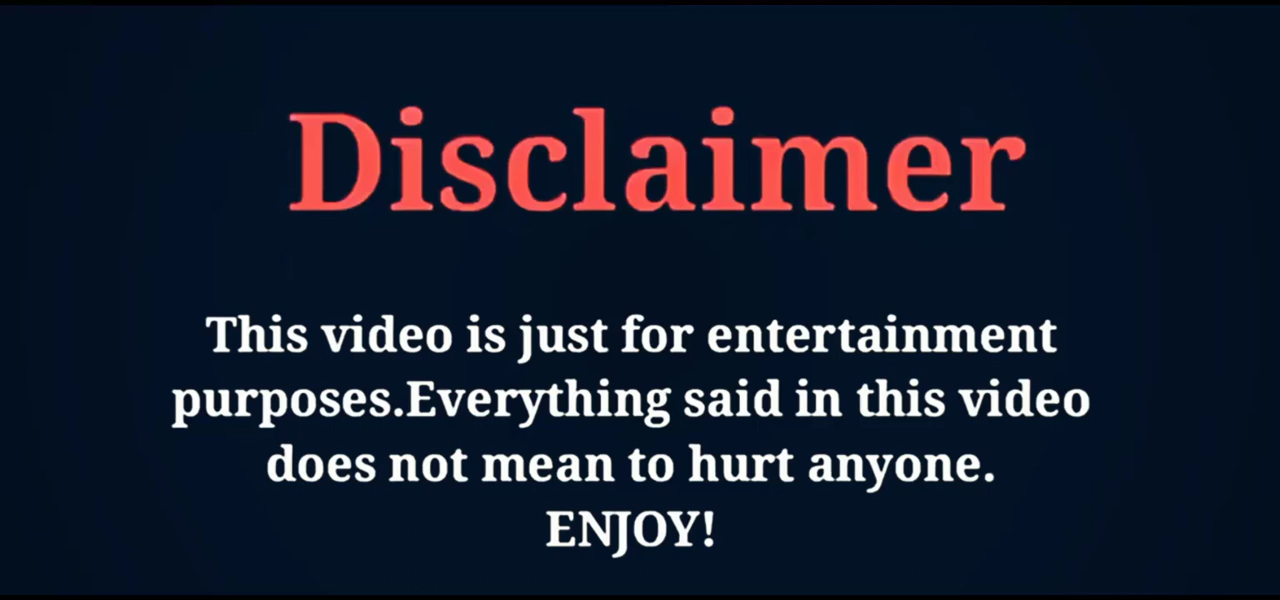 Disclaimer
This video is just for entertainment
purposes.Everything said in this video
does not mean to hurt anyone.
ENJOY!